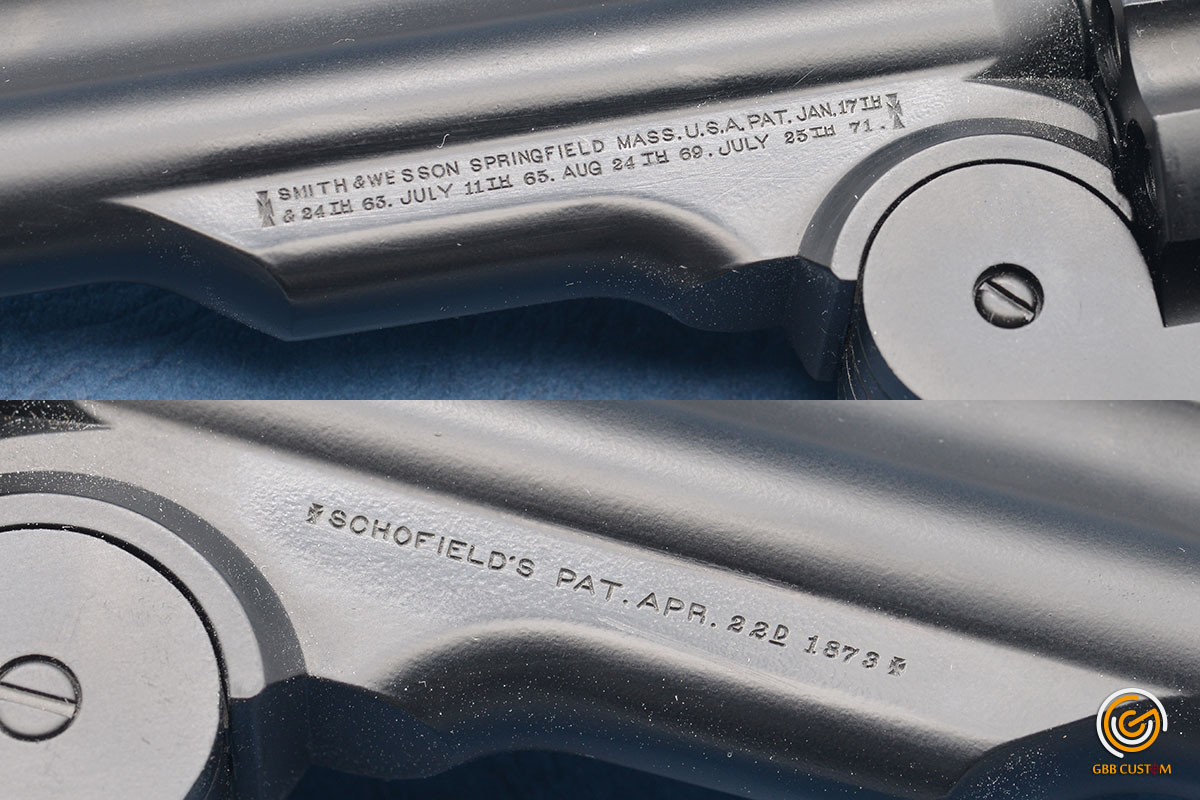 SMITH & WESSON SPRINGFIELD MASS. U.S.A. PAT. JAN. 17TH
& 24TH 63. JULY 11TH 65. AUG 24TH 69. JULY 25TH 71.
SCHOFIELD'S PAT. APR. 22D 1873
GBB CUSTOM